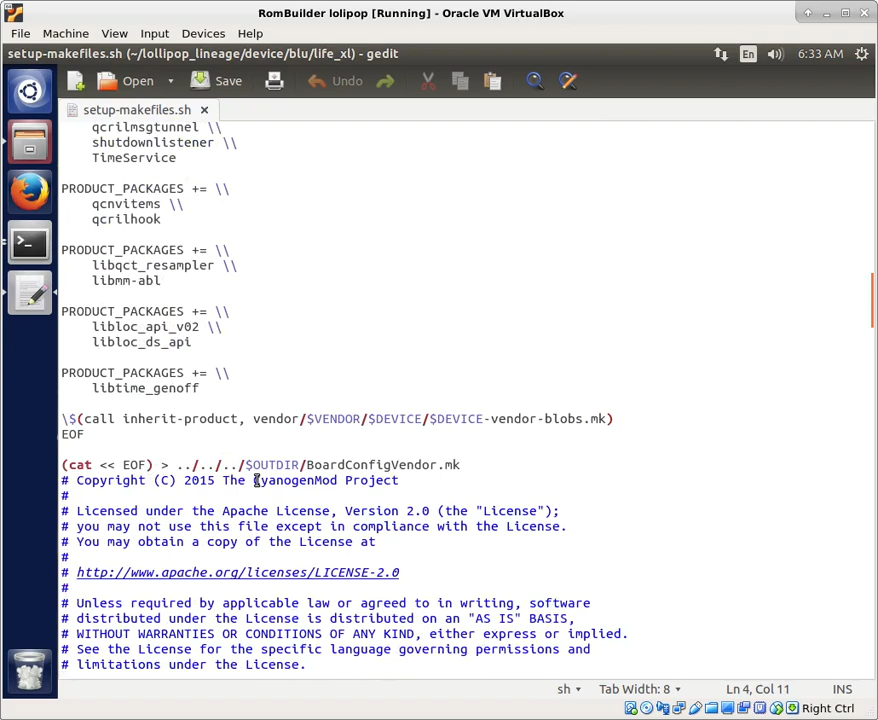 RomBuilder lolipop [Running] - Oracle VM VirtualBox
File Machine View Input Devices Help
setup-makefiles.sh (~/lollipop_lineage/device/blu/life_xl) - gedit En 6:33 AM
Open Save Undo
setup-makefiles.sh
qcrilmsgtunnel \\
shutdownlistener \\
TimeService
PRODUCT_PACKAGES += \\
qcnvitems \\
qcrilhook
PRODUCT_PACKAGES += \\
libqct_resampler \\
libmm-abl
PRODUCT_PACKAGES += \\
libloc_api_v02 \\
libloc_ds_api
PRODUCT_PACKAGES += \\
libtime_genoff
\$(call inherit-product, vendor/$VENDOR/$DEVICE/$DEVICE-vendor-blobs.mk)
EOF
(cat << EOF) > ../../../$OUTDIR/BoardConfigVendor.mk
# Copyright (C) 2015 The CyanogenMod Project
#
# Licensed under the Apache License, Version 2.0 (the "License");
# you may not use this file except in compliance with the License.
# You may obtain a copy of the License at
#
# http://www.apache.org/licenses/LICENSE-2.0
#
# Unless required by applicable law or agreed to in writing, software
# distributed under the License is distributed on an "AS IS" BASIS,
# WITHOUT WARRANTIES OR CONDITIONS OF ANY KIND, either express or implied.
# See the License for the specific language governing permissions and
# limitations under the License.
sh Tab Width: 8 Ln 4, Col 11 INS
Right Ctrl